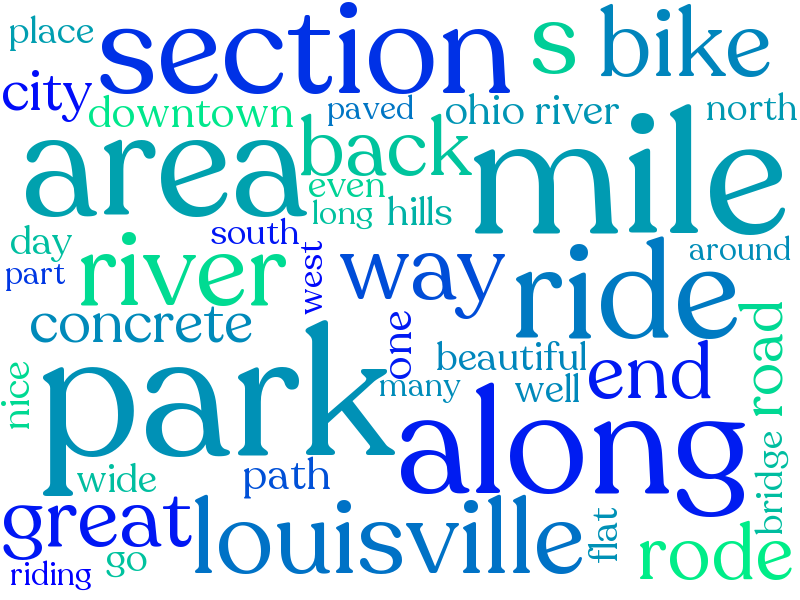 place
section
s
bike
city
downtown
paved
ohio river
north
area
back
mile
even
long
hills
day
south
part
river
west
way
ride
around
concrete
one
beautiful
end
road
nice
park
many
well
along
wide
path
bridge
great
louisville
flat
rode
go
riding